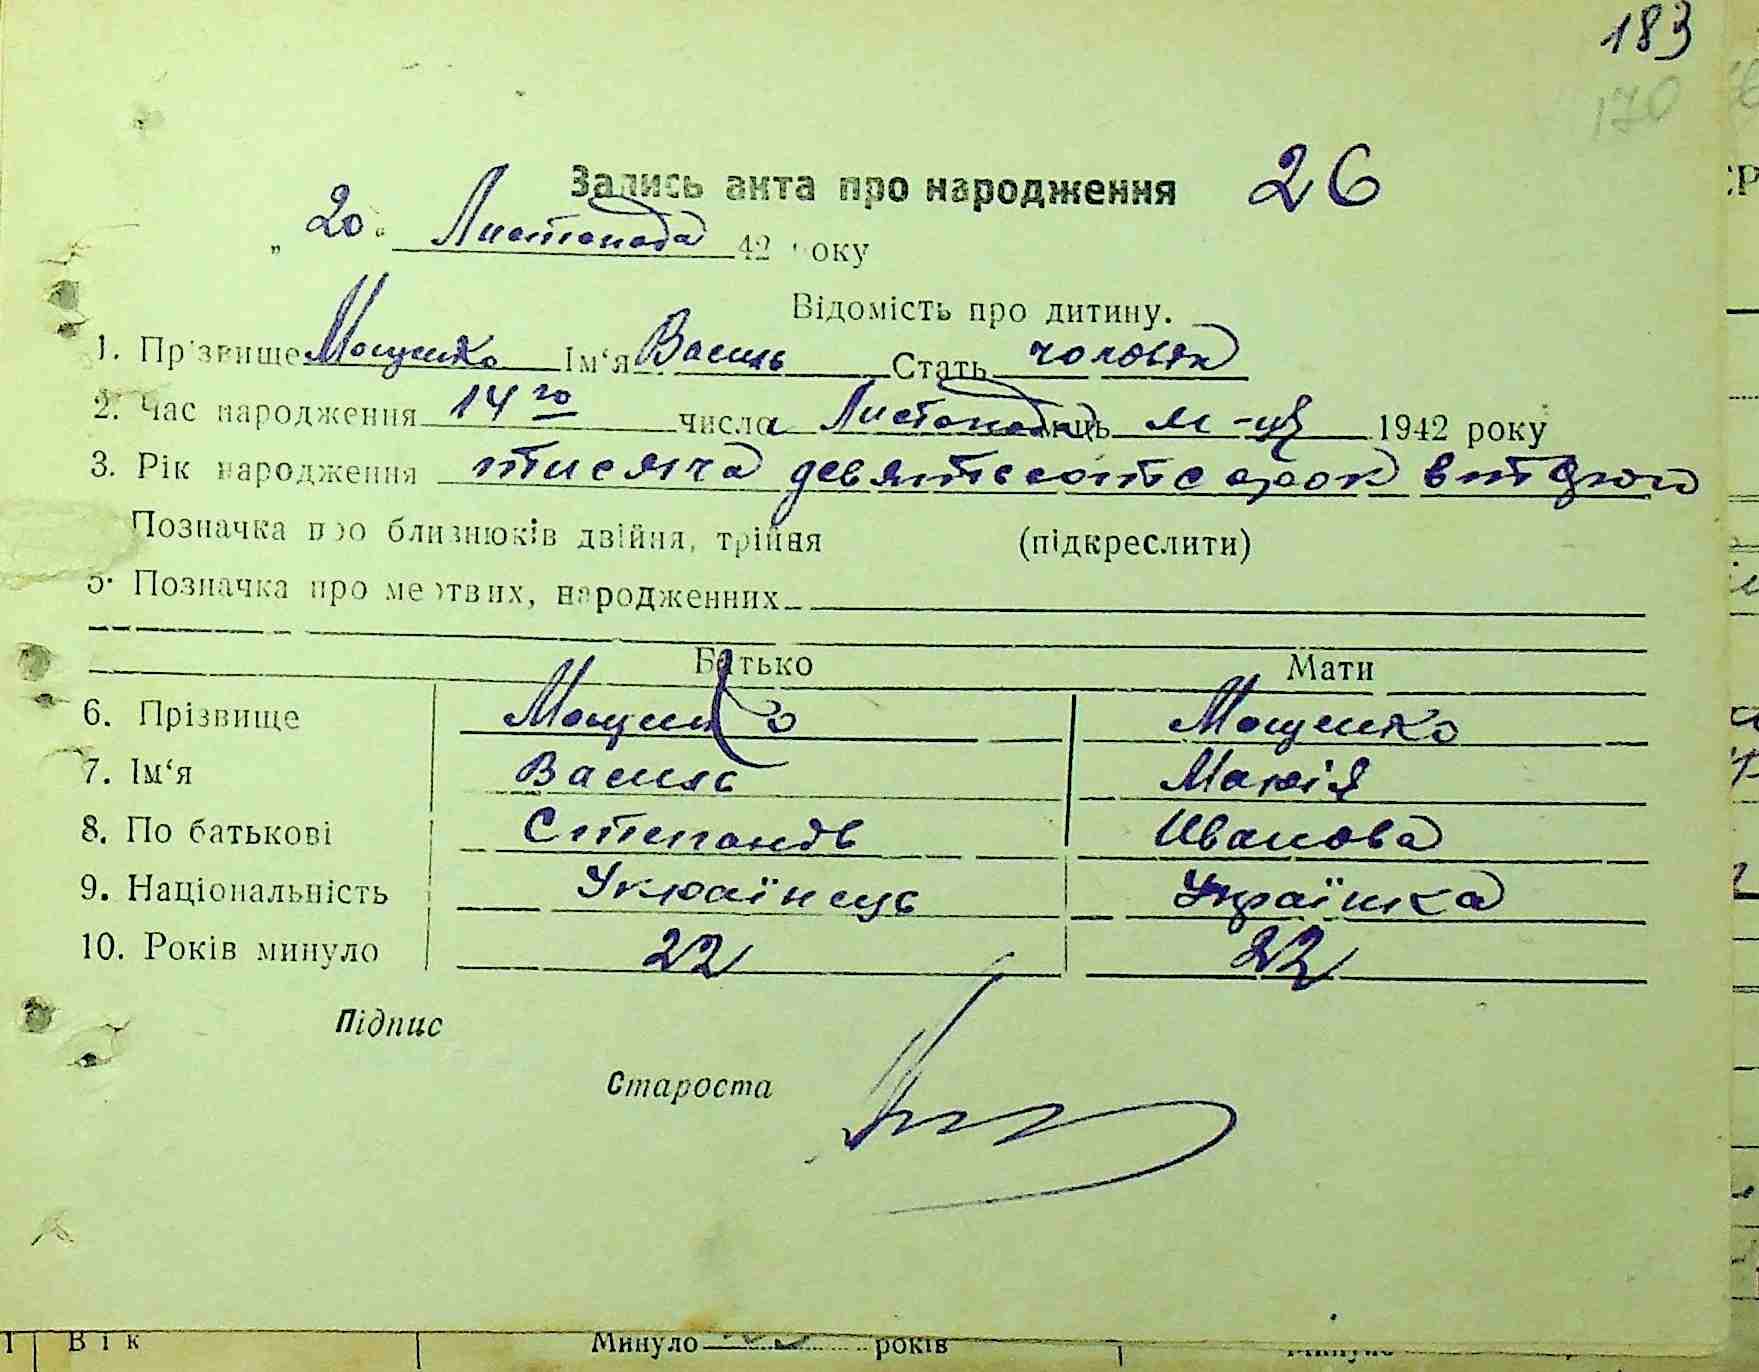 183
170
Запись акта про народження 26
„20“ Листопада 42 року
Відомість про дитину.
1. Прізвище Мощенко Ім‘я Василь Стать чоловік
2. Час народження 14го числа Листопада м-ць м-ця 1942 року
3. Рік народження тисяча девятьсот сорок втрой
Позначка про близнюків двійня, трійня (підкреслити)
5. Позначка про мертвих, народженних
Батько Мати
6. Прізвище Мощенко Мощенко
7. Ім‘я Василь Марія
8. По батькові Степанов Иванова
9. Національність Українець Українка
10. Років минуло 22 22
Підпис
Староста
Вік Минуло років